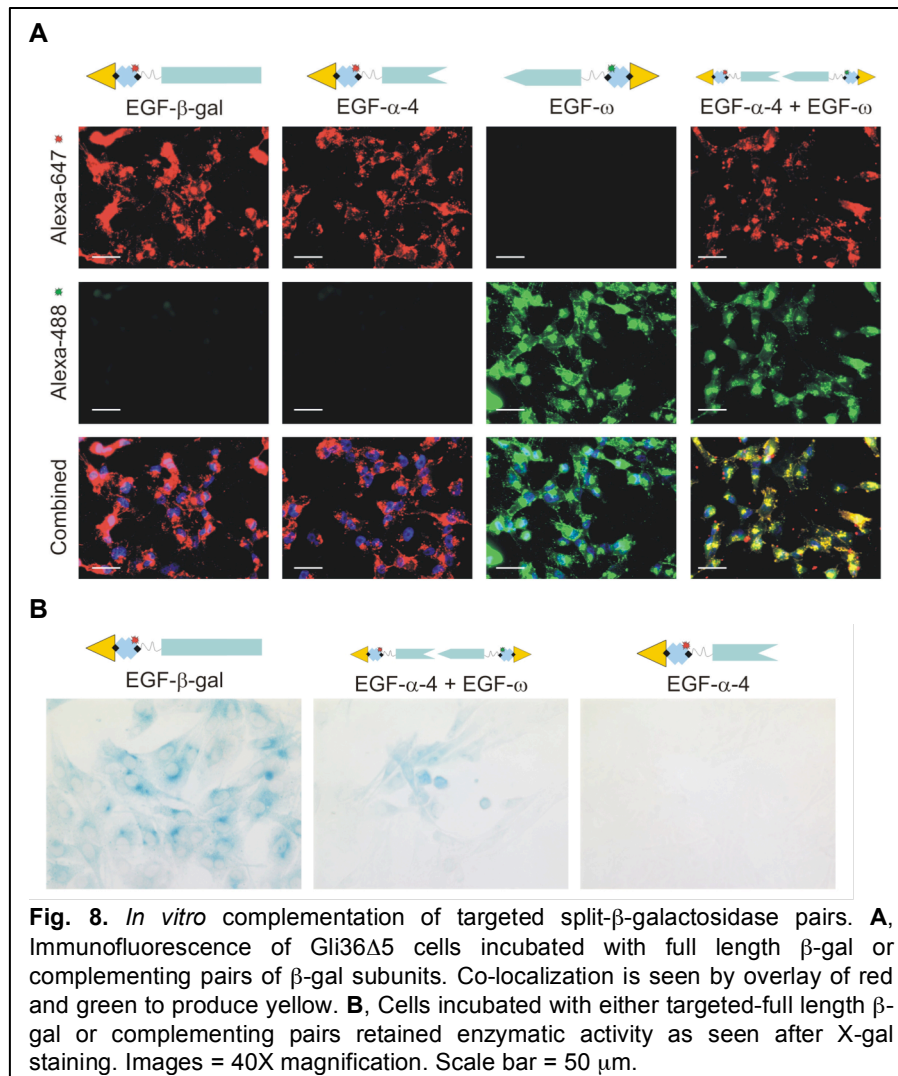 A
EGF-β-gal
EGF-α-4
EGF-ω
EGF-α-4 + EGF-ω
Alexa-647
Alexa-488
Combined
B
EGF-β-gal
EGF-α-4 + EGF-ω
EGF-α-4
Fig. 8. In vitro complementation of targeted split-β-galactosidase pairs. A,
Immunofluorescence of Gli36Δ5 cells incubated with full length β-gal or
complementing pairs of β-gal subunits. Co-localization is seen by overlay of red
and green to produce yellow. B, Cells incubated with either targeted-full length β-
gal or complementing pairs retained enzymatic activity as seen after X-gal
staining. Images = 40X magnification. Scale bar = 50 μm.